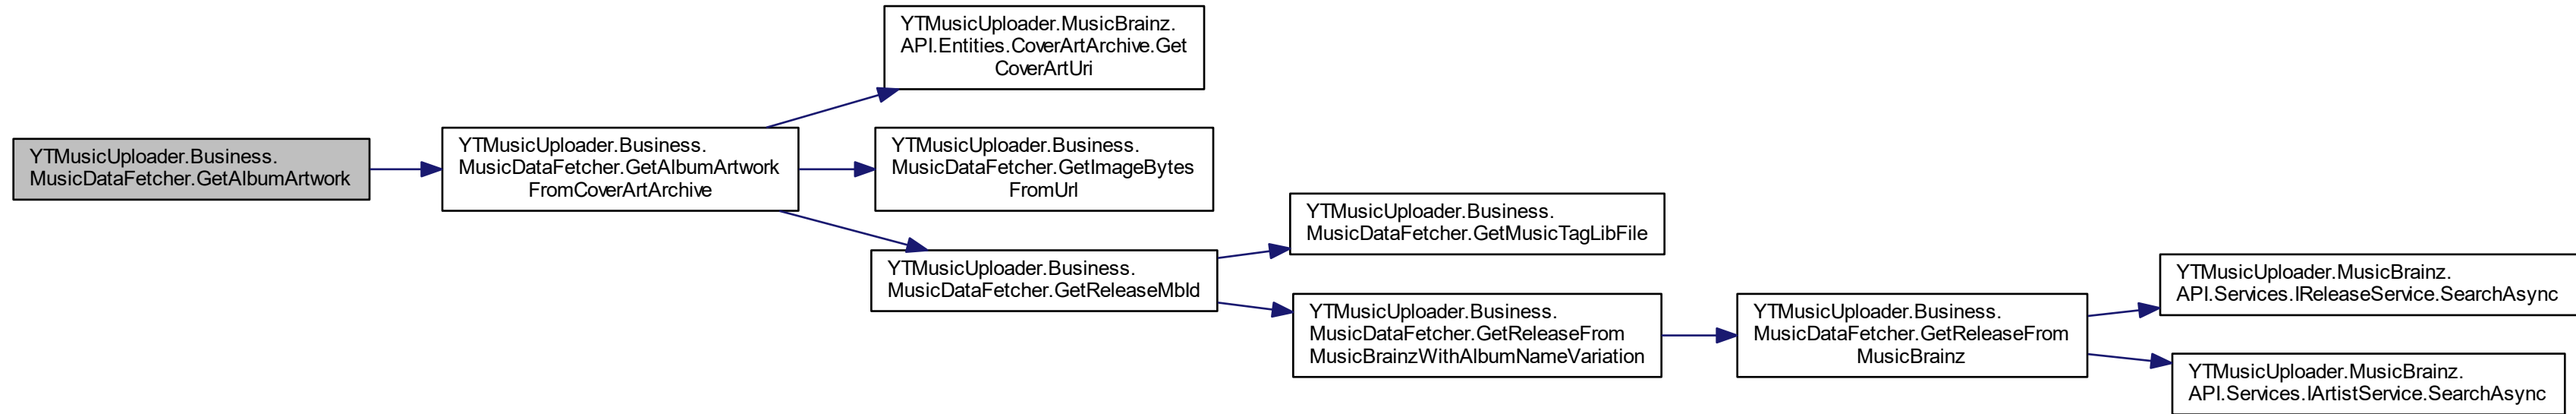 YTMusicUploader.Business.
MusicDataFetcher.GetAlbumArtwork
YTMusicUploader.Business.
MusicDataFetcher.GetAlbumArtwork
FromCoverArtArchive
YTMusicUploader.MusicBrainz.
API.Entities.CoverArtArchive.Get
CoverArtUri
YTMusicUploader.Business.
MusicDataFetcher.GetImageBytes
FromUrl
YTMusicUploader.Business.
MusicDataFetcher.GetReleaseMbId
YTMusicUploader.Business.
MusicDataFetcher.GetMusicTagLibFile
YTMusicUploader.Business.
MusicDataFetcher.GetReleaseFrom
MusicBrainzWithAlbumNameVariation
YTMusicUploader.Business.
MusicDataFetcher.GetReleaseFrom
MusicBrainz
YTMusicUploader.MusicBrainz.
API.Services.IReleaseService.SearchAsync
YTMusicUploader.MusicBrainz.
API.Services.IArtistService.SearchAsync